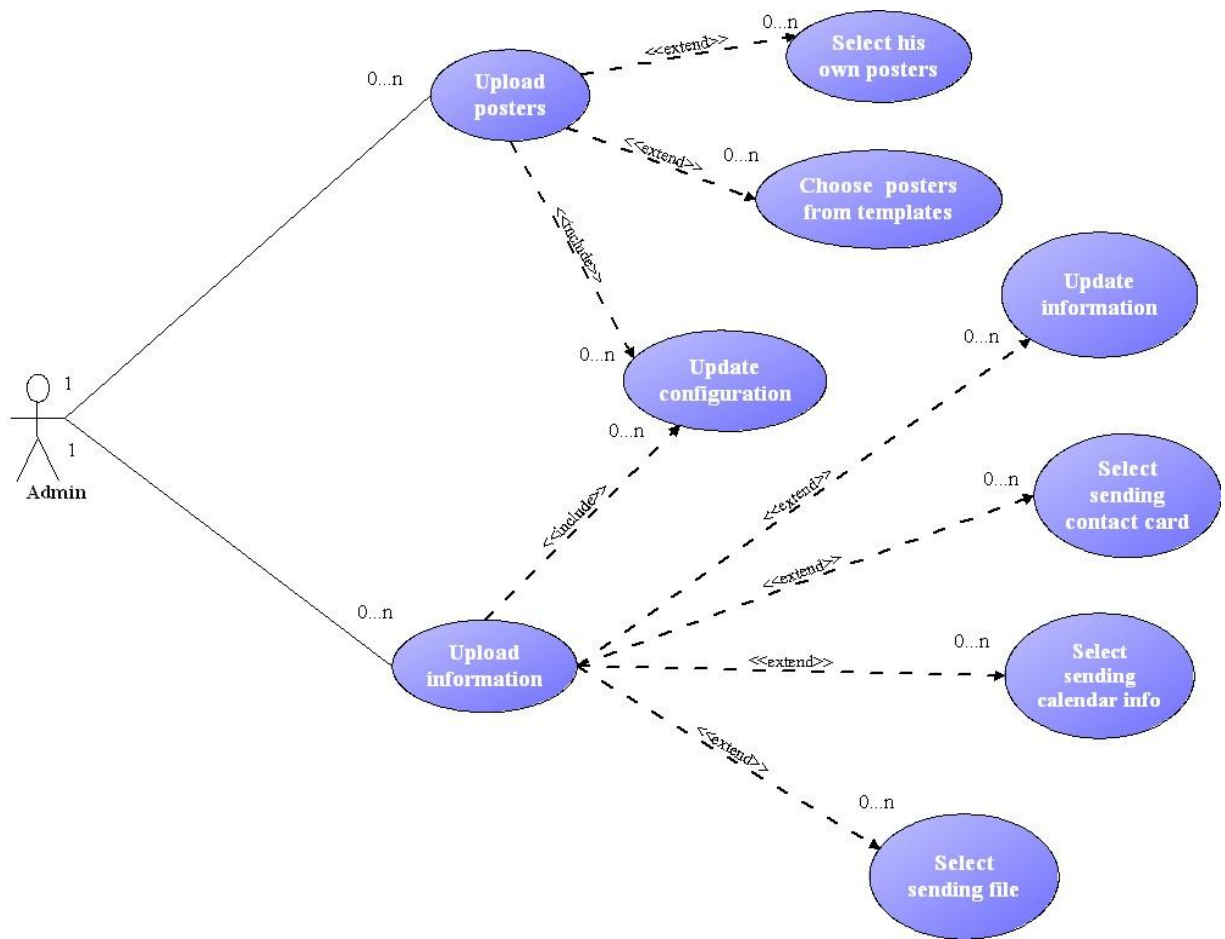 0...n
<<extend>>
Select his
own posters
0...n
Upload
posters
<<extend>>
0...n
Choose posters
from templates
<<include>>
Update
information
0...n
0...n
Update
configuration
1
1
Admin
0...n
<<include>>
<<extend>>
0...n
Select
sending
contact card
<<extend>>
0...n
Upload
information
<<extend>>
0...n
Select
sending
calendar info
<<extend>>
0...n
Select
sending file